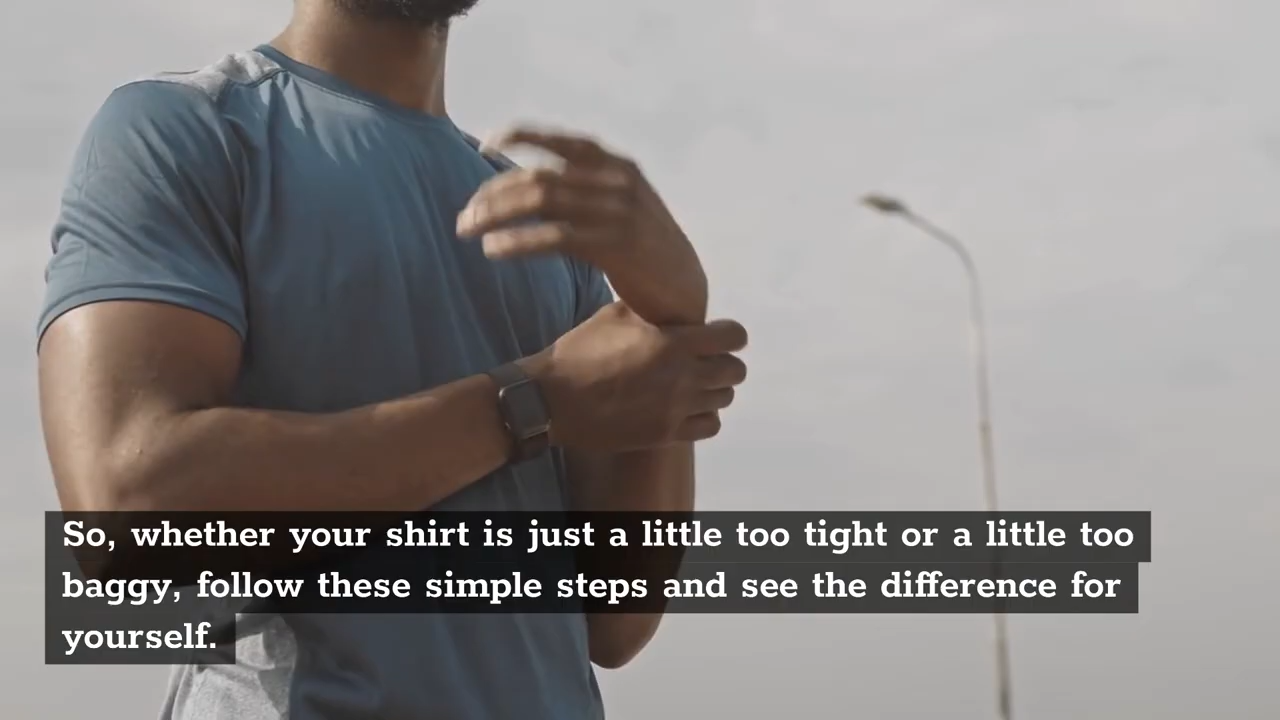 So, whether your shirt is just a little too tight or a little too
baggy, follow these simple steps and see the difference for
yourself.